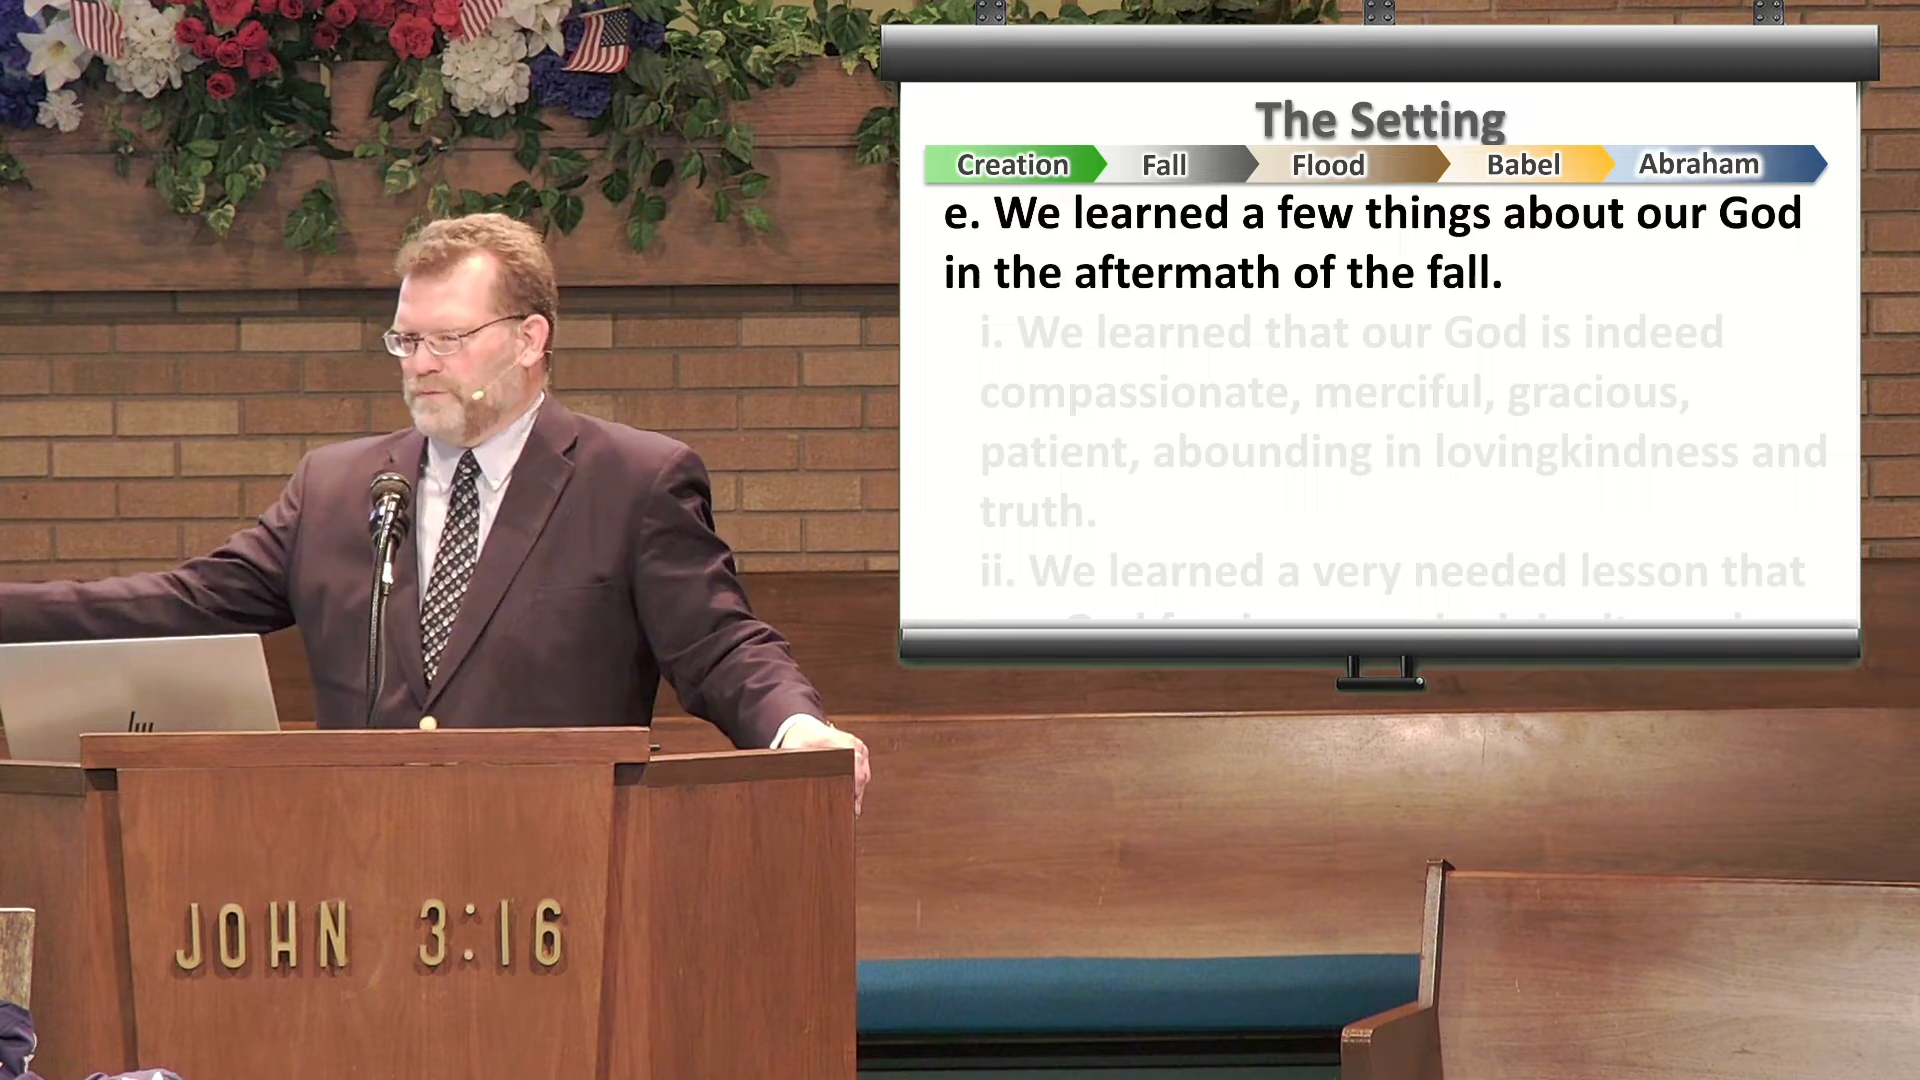 The Setting
Creation Fall Flood Babel Abraham
e. We learned a few things about our God
in the aftermath of the fall.
i. We learned that our God is indeed
compassionate, merciful, gracious,
patient, abounding in lovingkindness and
truth.
ii. We learned a very needed lesson that
hp
JOHN 3:16